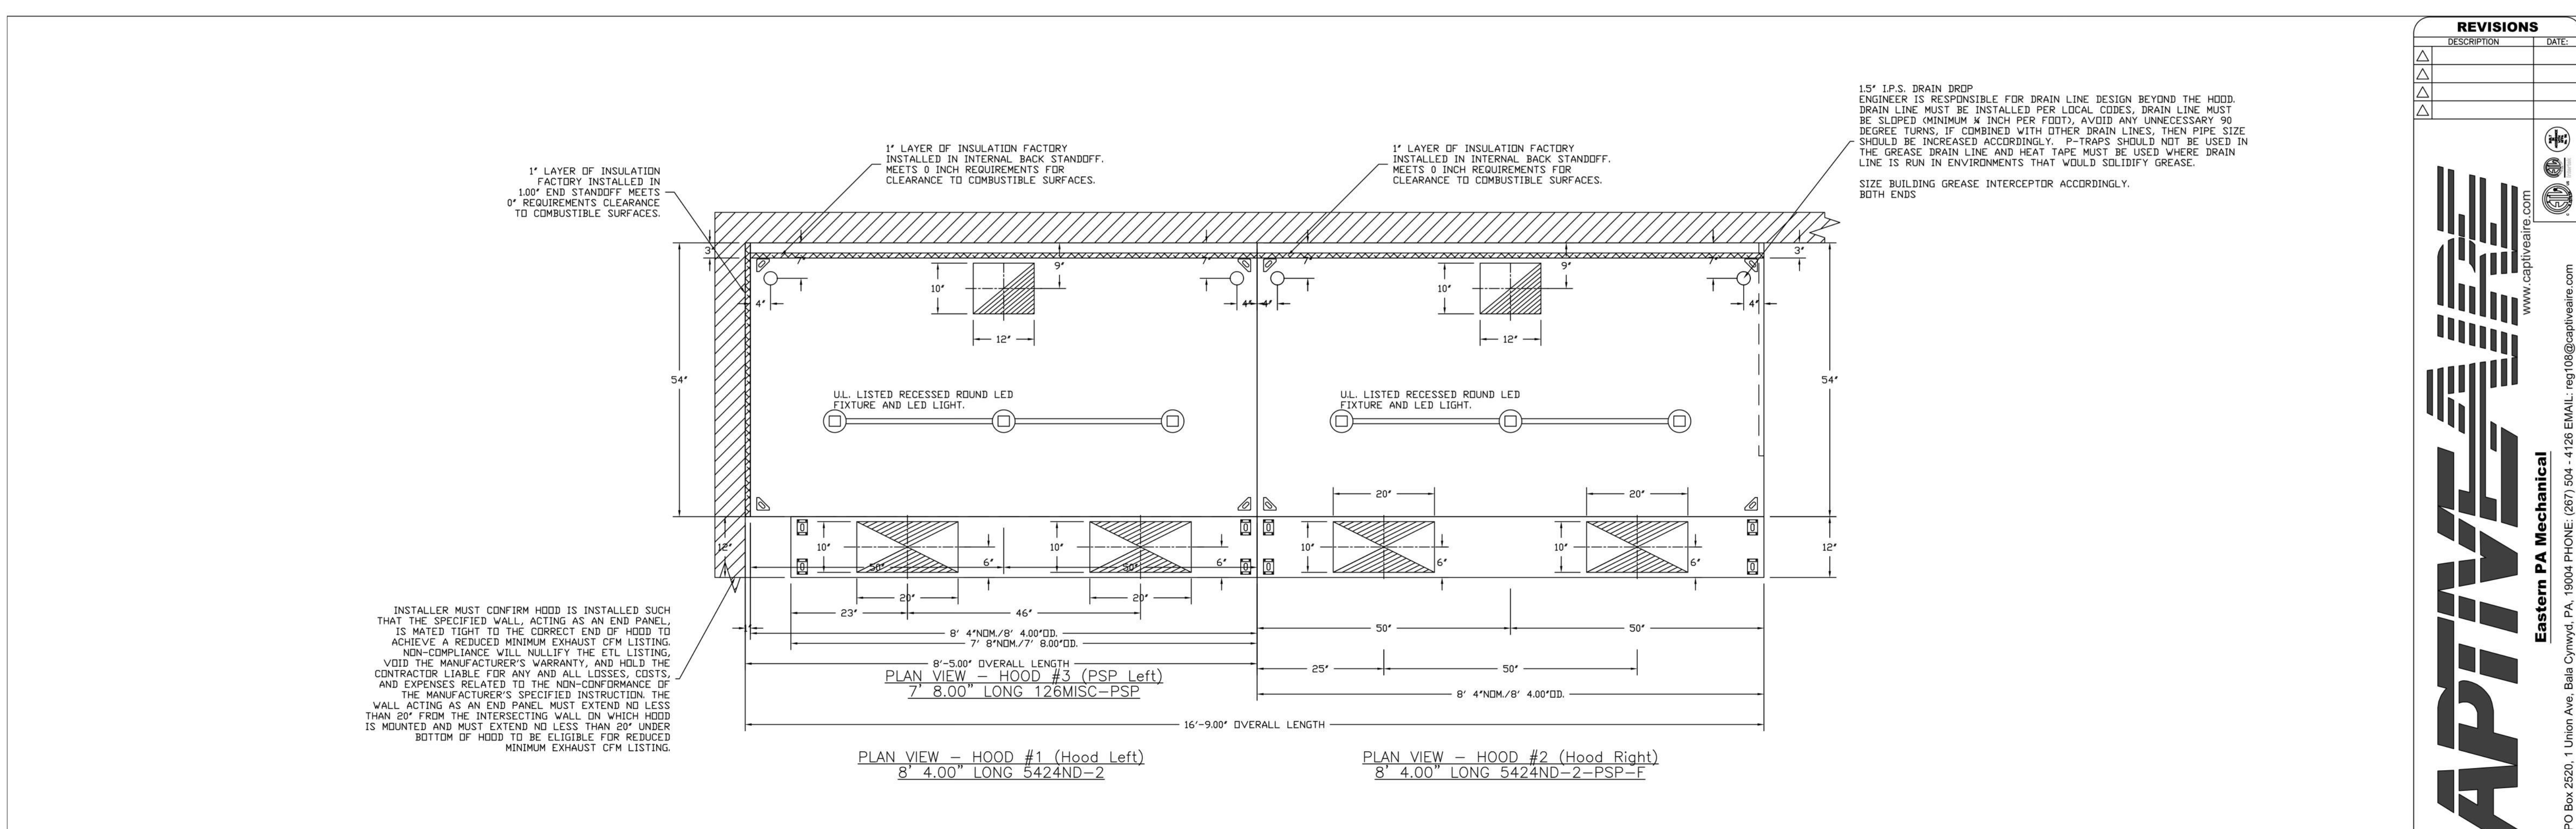 REVISIONS
DESCRIPTION
DATE:
1" LAYER OF INSULATION
FACTORY INSTALLED IN
1.00" END STANDOFF MEETS
0" REQUIREMENTS CLEARANCE
TO COMBUSTIBLE SURFACES.
1" LAYER OF INSULATION FACTORY
INSTALLED IN INTERNAL BACK STANDOFF.
MEETS 0 INCH REQUIREMENTS FOR
CLEARANCE TO COMBUSTIBLE SURFACES.
1" LAYER OF INSULATION FACTORY
INSTALLED IN INTERNAL BACK STANDOFF.
MEETS 0 INCH REQUIREMENTS FOR
CLEARANCE TO COMBUSTIBLE SURFACES.
1.5" I.P.S. DRAIN DROP
ENGINEER IS RESPONSIBLE FOR DRAIN LINE DESIGN BEYOND THE HOOD.
DRAIN LINE MUST BE INSTALLED PER LOCAL CODES, DRAIN LINE MUST
BE SLOPED (MINIMUM ¼ INCH PER FOOT), AVOID ANY UNNECESSARY 90
DEGREE TURNS, IF COMBINED WITH OTHER DRAIN LINES, THEN PIPE SIZE
SHOULD BE INCREASED ACCORDINGLY. P-TRAPS SHOULD NOT BE USED IN
THE GREASE DRAIN LINE AND HEAT TAPE MUST BE USED WHERE DRAIN
LINE IS RUN IN ENVIRONMENTS THAT WOULD SOLIDIFY GREASE.
SIZE BUILDING GREASE INTERCEPTOR ACCORDINGLY.
BOTH ENDS
3" 7" 9" 7" 7" 9" 7" 3"
10" 10"
4" 4" 4" 4"
12" 12"
54" 54"
U.L. LISTED RECESSED ROUND LED
FIXTURE AND LED LIGHT.
U.L. LISTED RECESSED ROUND LED
FIXTURE AND LED LIGHT.
20" 20"
12" 10" 10" 10" 10" 12"
50" 6" 50" 6" 6" 6"
20" 20"
23" 46"
1" 8' 4"NOM./8' 4.00"OD. 50" 50"
7' 8"NOM./7' 8.00"OD.
8'-5.00" OVERALL LENGTH 25" 50"
PLAN VIEW - HOOD #3 (PSP Left)
7' 8.00" LONG 126MISC-PSP
8' 4"NOM./8' 4.00"OD.
16'-9.00" OVERALL LENGTH
INSTALLER MUST CONFIRM HOOD IS INSTALLED SUCH
THAT THE SPECIFIED WALL, ACTING AS AN END PANEL,
IS MATED TIGHT TO THE CORRECT END OF HOOD TO
ACHIEVE A REDUCED MINIMUM EXHAUST CFM LISTING.
NON-COMPLIANCE WILL NULLIFY THE ETL LISTING,
VOID THE MANUFACTURER'S WARRANTY, AND HOLD THE
CONTRACTOR LIABLE FOR ANY AND ALL LOSSES, COSTS,
AND EXPENSES RELATED TO THE NON-CONFORMANCE OF
THE MANUFACTURER'S SPECIFIED INSTRUCTION. THE
WALL ACTING AS AN END PANEL MUST EXTEND NO LESS
THAN 20" FROM THE INTERSECTING WALL ON WHICH HOOD
IS MOUNTED AND MUST EXTEND NO LESS THAN 20" UNDER
BOTTOM OF HOOD TO BE ELIGIBLE FOR REDUCED
MINIMUM EXHAUST CFM LISTING.
PLAN VIEW - HOOD #1 (Hood Left)
8' 4.00" LONG 5424ND-2
PLAN VIEW - HOOD #2 (Hood Right)
8' 4.00" LONG 5424ND-2-PSP-F
APTIVEAIRE
www.captiveaire.com
Eastern PA Mechanical
PO Box 2520, 1 Union Ave, Bala Cynwyd, PA, 19004 PHONE: (267) 504 - 4126 EMAIL: reg108@captiveaire.com